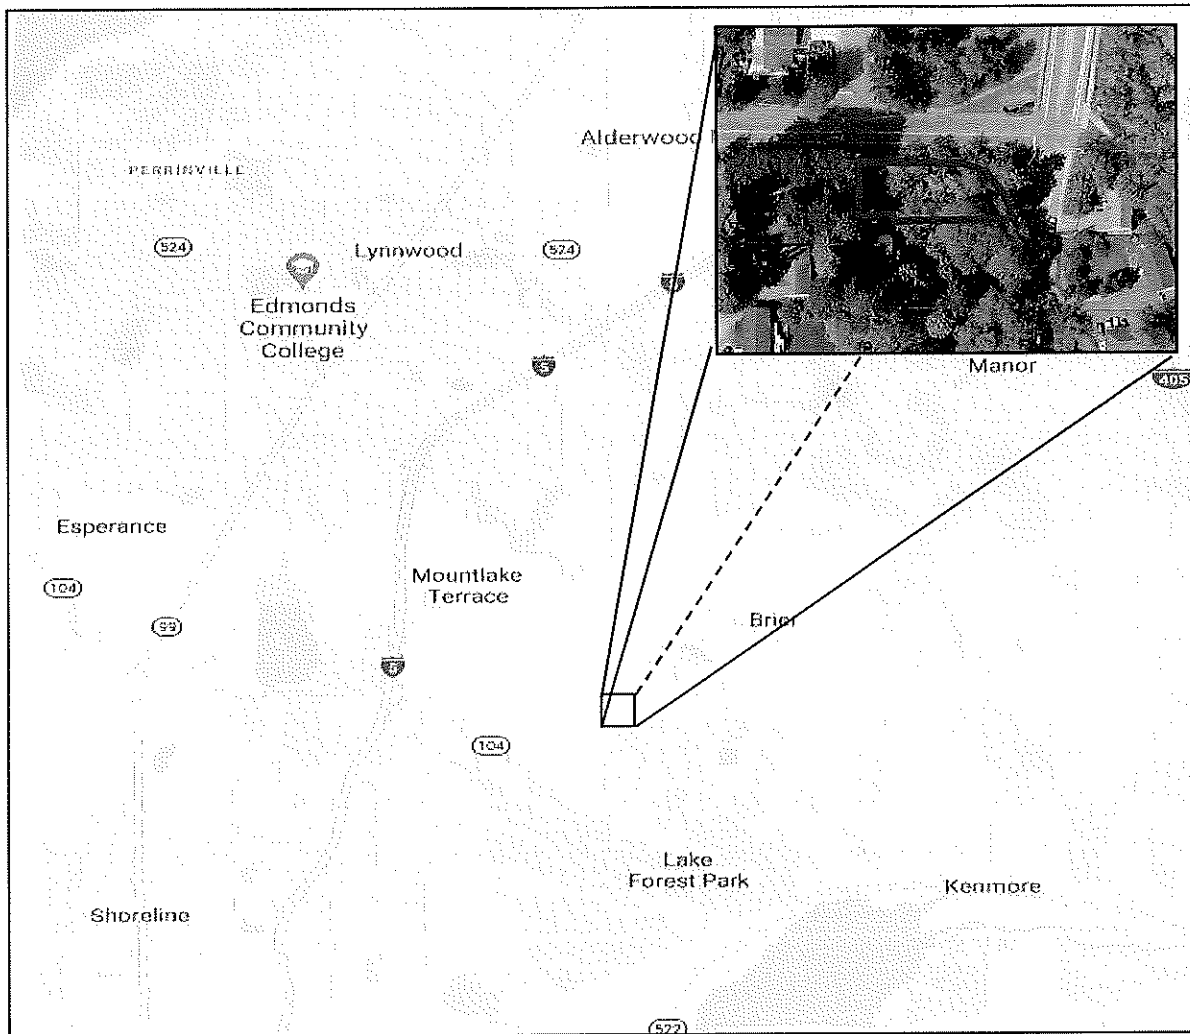 Alderwood
PERRINVILLE
524
Lynnwood
524
Edmonds
Community
College
5
Manor
405
Esperance
104
Mountlake
Terrace
99
Brier
5
104
Lake
Forest Park
Kenmore
Shoreline
522